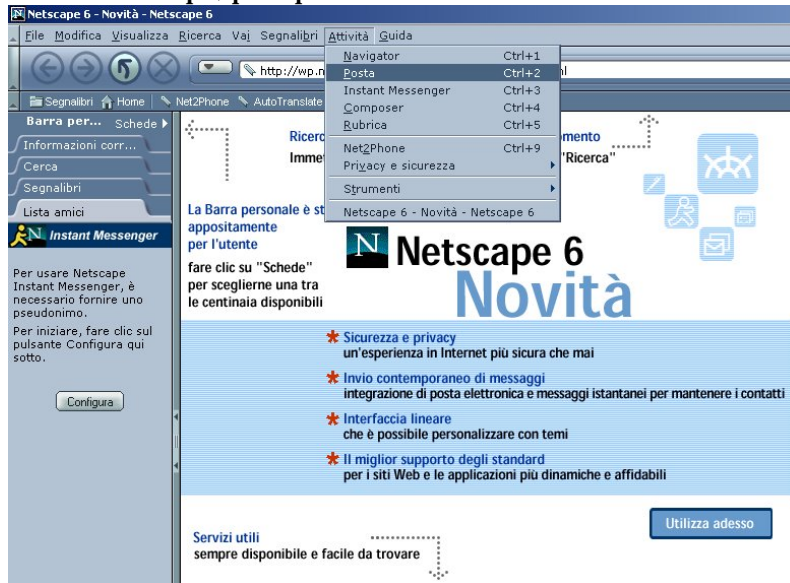 Netscape 6 - Novità - Netscape 6
File Modifica Visualizza Ricerca Vai Segnalibri Attività Guida
http://wp.n
Segnalibri Home Net2Phone AutoTranslate
Navigator Ctrl+1
Posta Ctrl+2
Instant Messenger Ctrl+3
Composer Ctrl+4
Rubrica Ctrl+5
Net2Phone Ctrl+9
Privacy e sicurezza
Strumenti
Netscape 6 - Novità - Netscape 6
Barra per... Schede
Informazioni corr...
Cerca
Segnalibri
Lista amici
N Instant Messenger
Per usare Netscape
Instant Messenger, è
necessario fornire uno
pseudonimo.
Per iniziare, fare clic sul
pulsante Configura qui
sotto.
Configura
"Ricerca"
La Barra personale è
appositamente
per l'utente
fare clic su "Schede"
per sceglierne una tra
le centinaia disponibili
N Netscape 6
Novità
* Sicurezza e privacy
un'esperienza in Internet più sicura che mai
* Invio contemporaneo di messaggi
integrazione di posta elettronica e messaggi istantanei per mantenere i contatti
* Interfaccia lineare
che è possibile personalizzare con temi
* Il miglior supporto degli standard
per i siti Web e le applicazioni più dinamiche e affidabili
Utilizza adesso
Servizi utili
sempre disponibile e facile da trovare